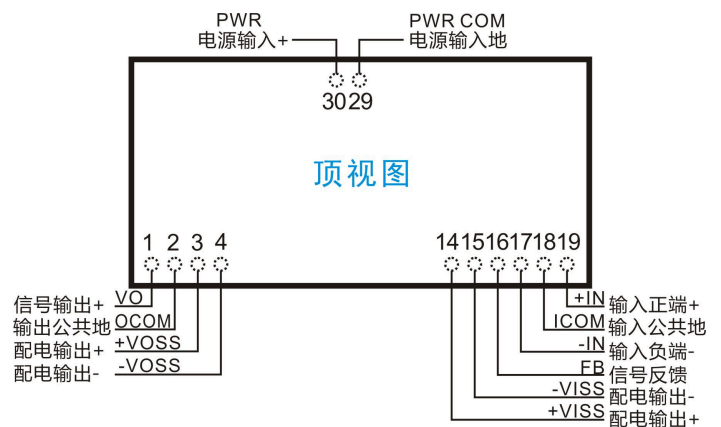 PWR
电源输入+
PWR COM
电源输入地
30 29
顶视图
1 2 3 4
14 15 16 17 18 19
VO
信号输出+
OCOM
输出公共地
+VOSS
配电输出+
-VOSS
配电输出-
+IN
输入正端+
ICOM
输入公共地
-IN
输入负端-
FB
信号反馈
-VISS
配电输出-
+VISS
配电输出+